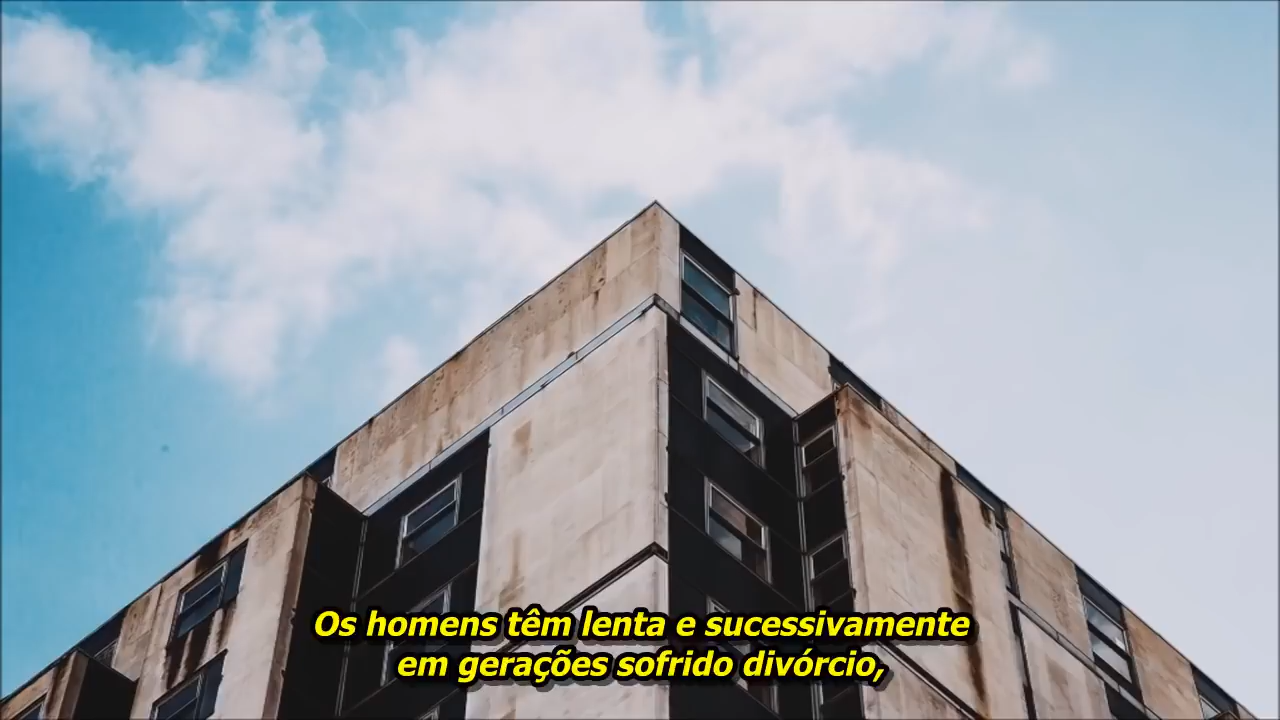 Os homens têm lenta e sucessivamente
em gerações sofrido divórcio,